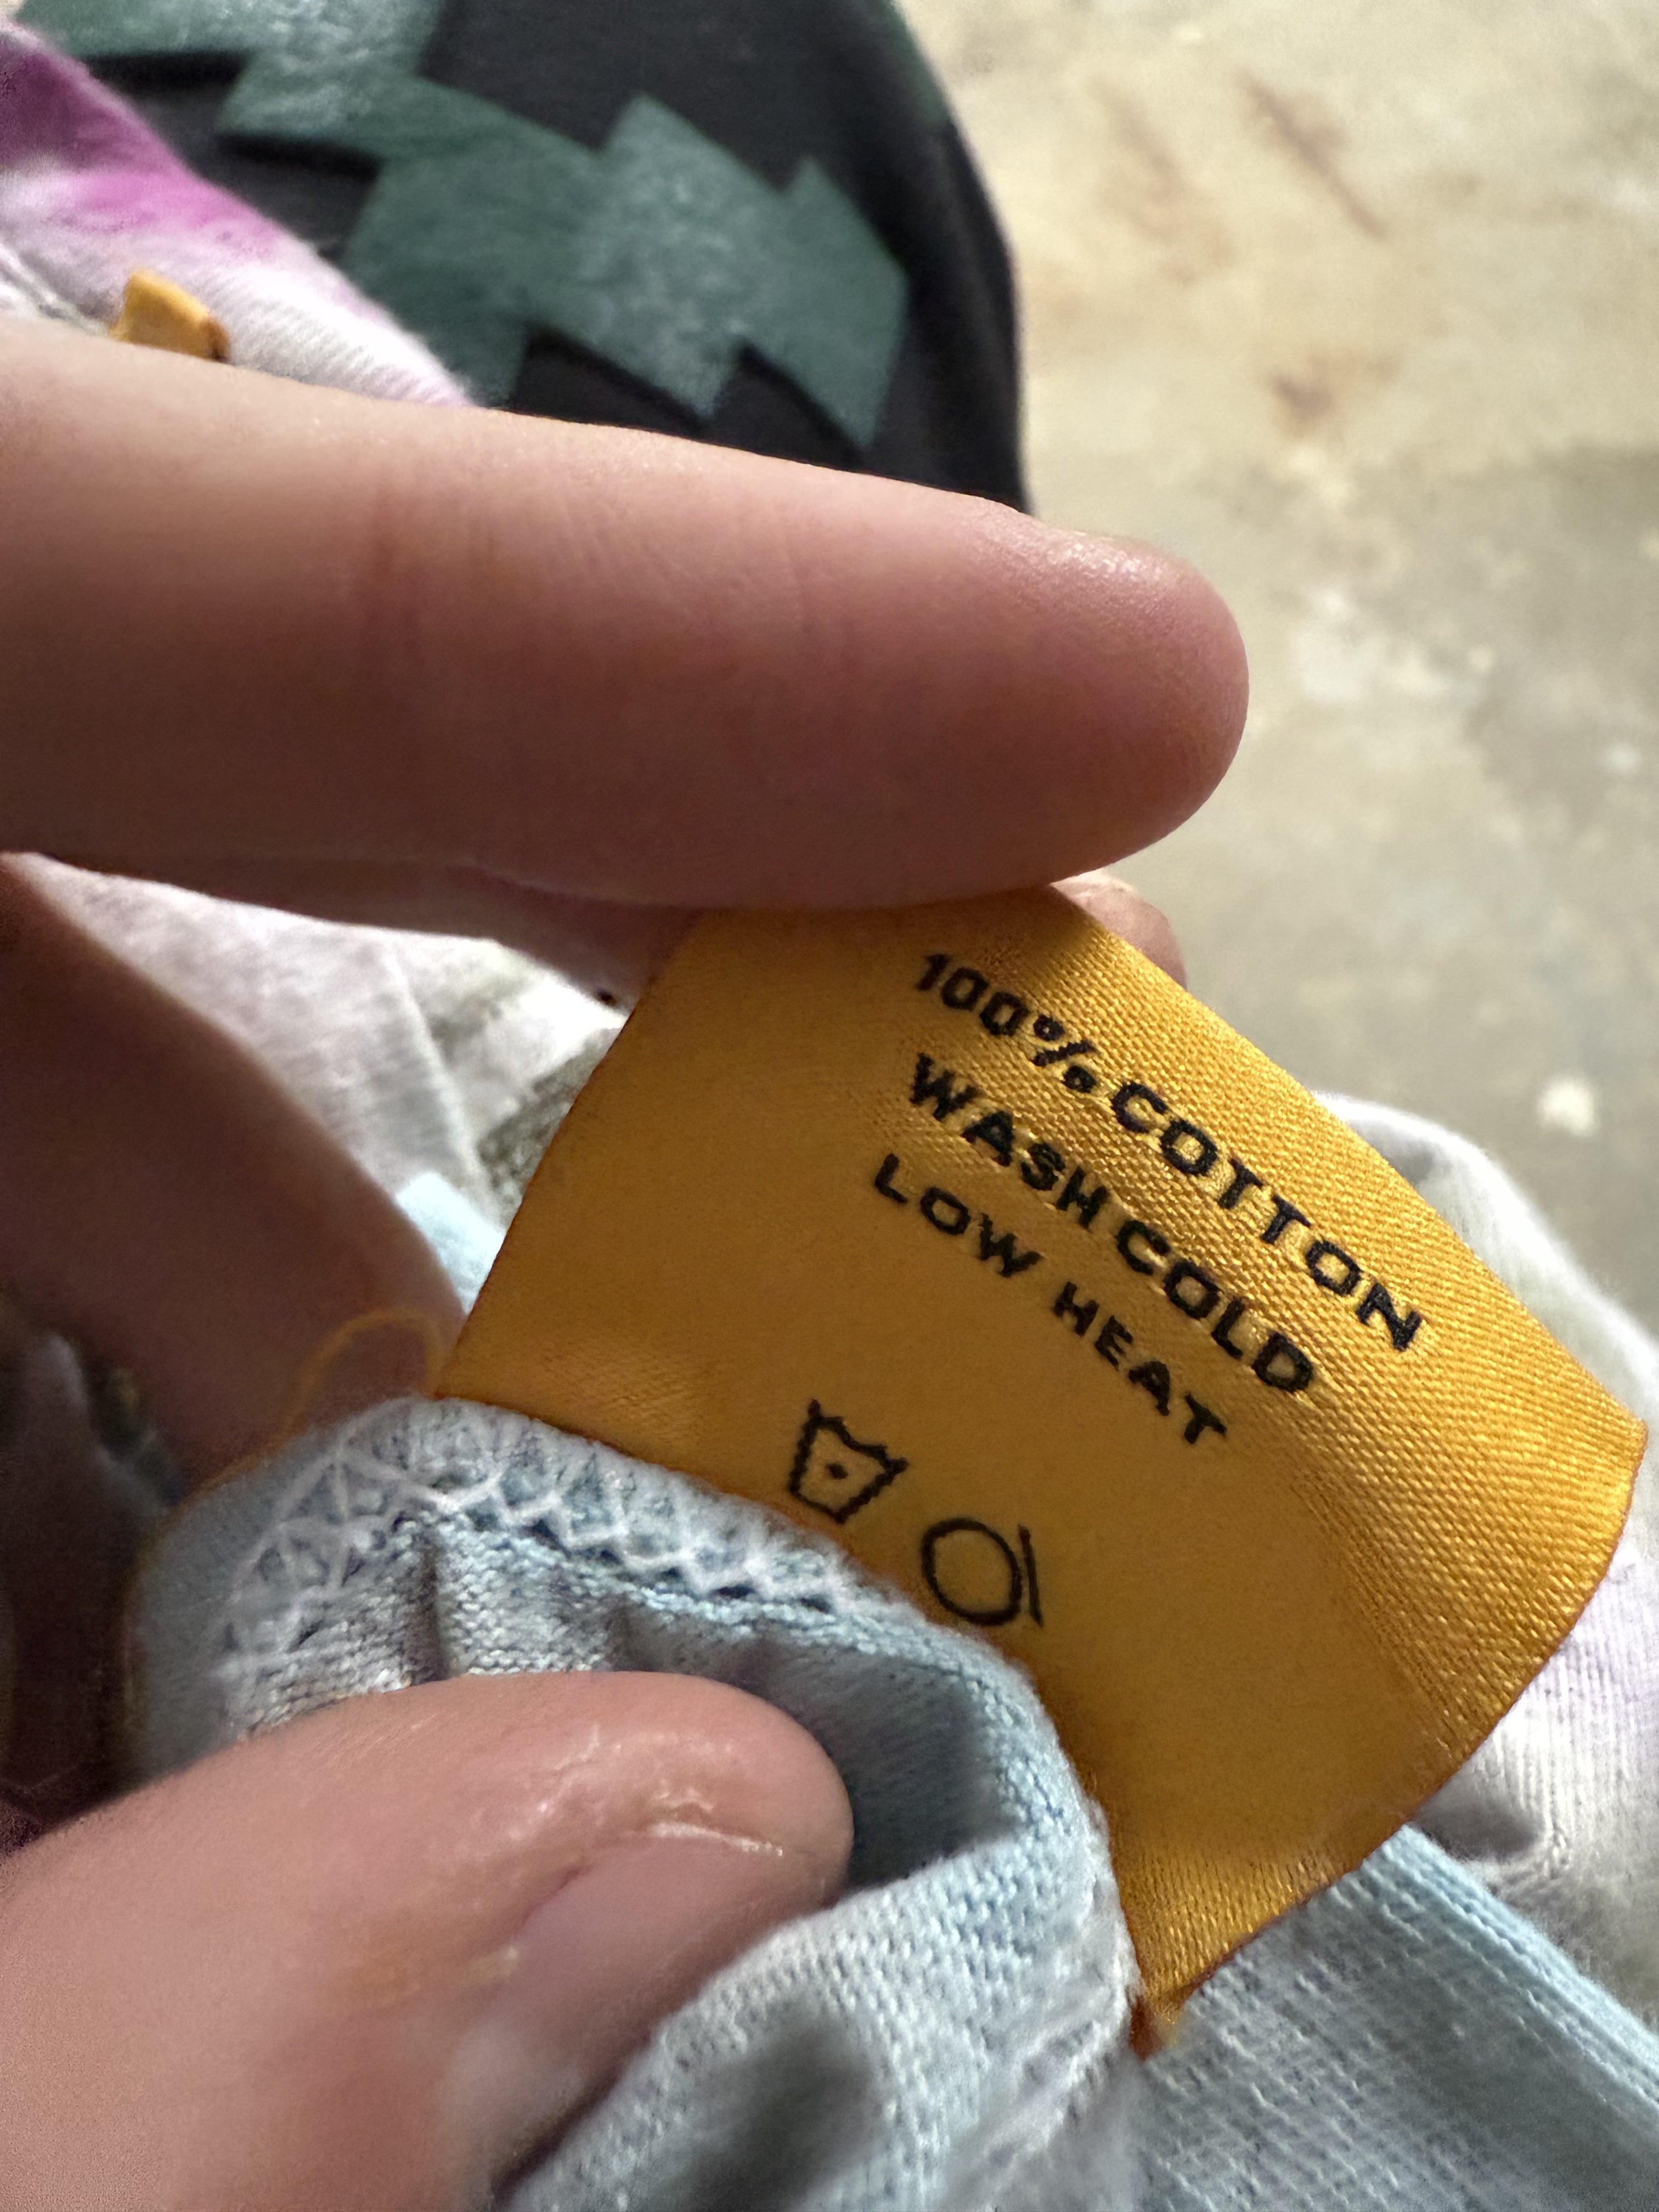 100% COTTON
WASH COLD
LOW HEAT